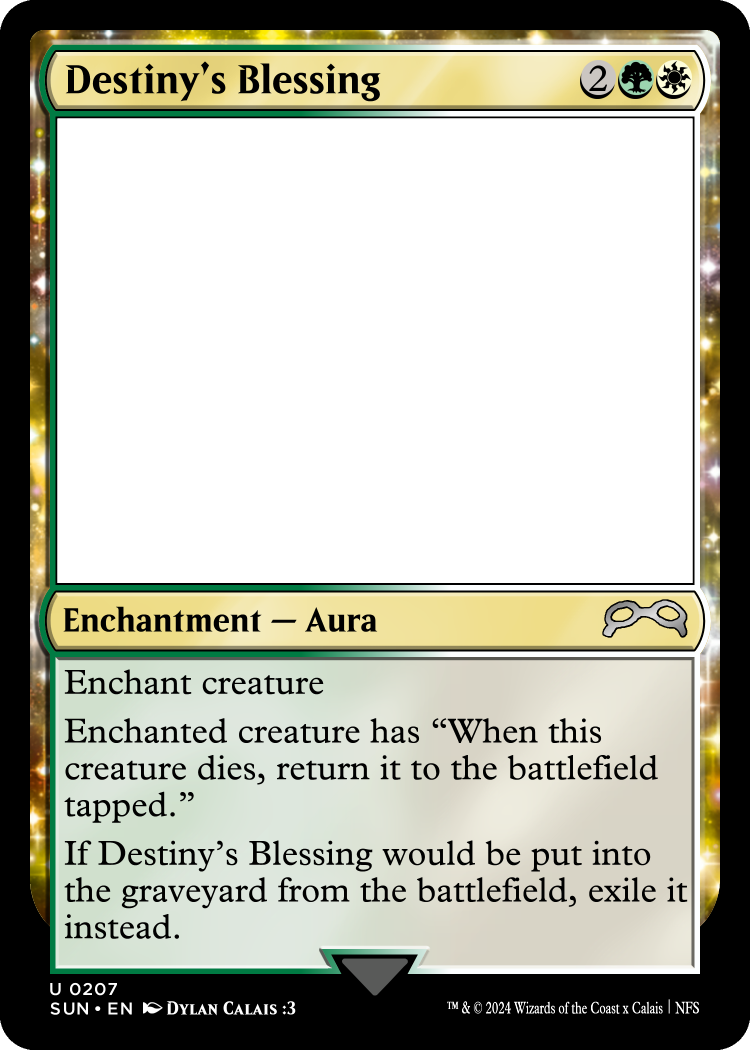 Destiny's Blessing 2
Enchantment — Aura
Enchant creature
Enchanted creature has “When this
creature dies, return it to the battlefield
tapped.”
If Destiny’s Blessing would be put into
the graveyard from the battlefield, exile it
instead.
U 0207
SUN • EN Dylan Calais :3
™ & © 2024 Wizards of the Coast x Calais | NFS